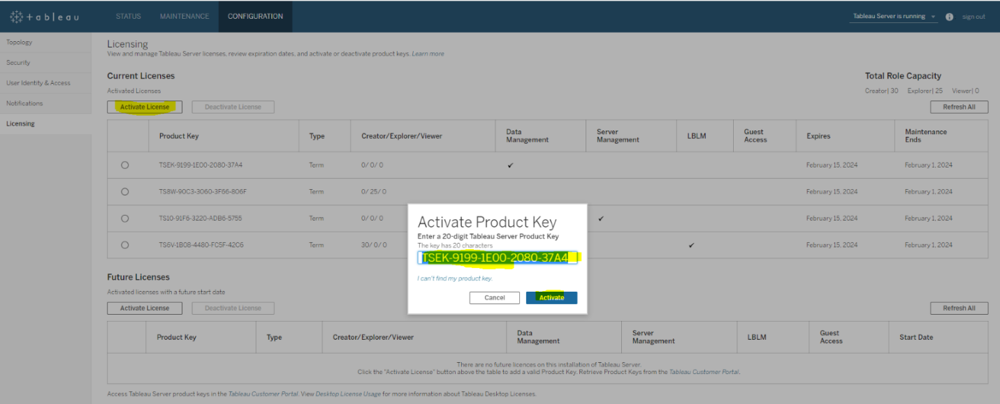 +ableau STATUS MAINTENANCE CONFIGURATION Tableau Server is running i sign out
Topology
Security
User Identity & Access
Notifications
Licensing
Licensing
View and manage Tableau Server licenses, review expiration dates, and activate or deactivate product keys. Learn more
Current Licenses
Activated Licenses
Activate License Deactivate License
Total Role Capacity
Creator| 30 Explorer| 25 Viewer| 0
Refresh All
Product Key Type Creator/Explorer/Viewer Data Management Server Management LBLM Guest Access Expires Maintenance Ends
TSEK-9199-1E00-2080-37A4 Term 0/ 0/ 0 ✓ February 15, 2024 February 1, 2024
TS8W-90C3-3060-3F66-806F Term 0/ 25/ 0 February 15, 2024 February 1, 2024
TS10-91F6-3220-ADB6-5755 Term 0/ 0/ 0 ✓ February 15, 2024 February 1, 2024
TS6V-1B08-4480-FC5F-42C6 Term 30/ 0/ 0 ✓ February 15, 2024 February 1, 2024
Activate Product Key
Enter a 20-digit Tableau Server Product Key
The key has 20 characters
TSEK-9199-1E00-2080-37A4
I can't find my product key.
Cancel Activate
Future Licenses
Activated licenses with a future start date
Activate License Deactivate License Refresh All
Product Key Type Creator/Explorer/Viewer Data Management Server Management LBLM Guest Access Start Date
There are no future licences on this installation of Tableau Server.
Click the "Activate License" button above the table to add a valid Product Key. Retrieve Product Keys from the Tableau Customer Portal.
Access Tableau Server product keys in the Tableau Customer Portal. View Desktop License Usage for more information about Tableau Desktop Licenses.